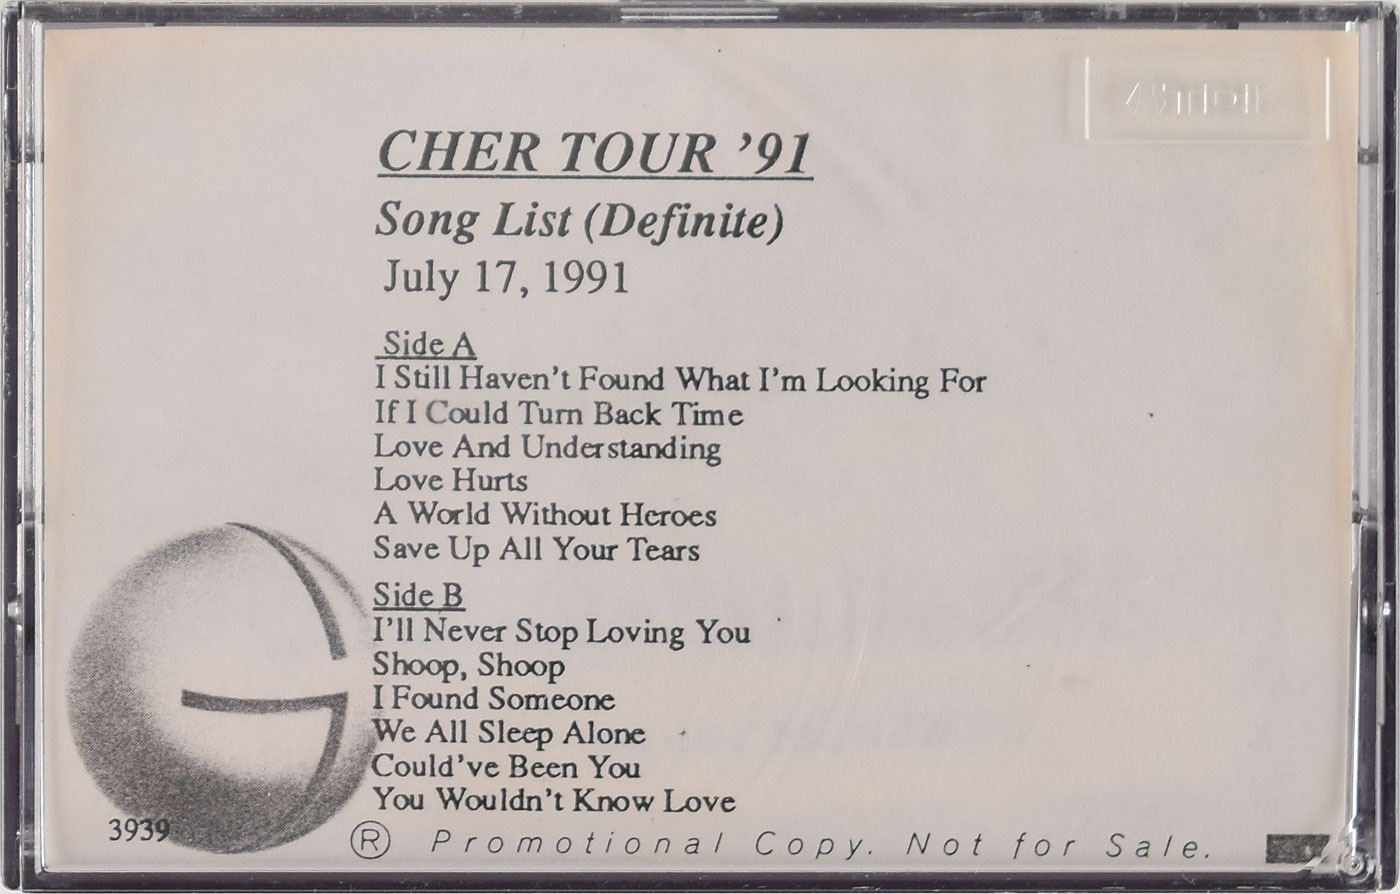 TDK
CHER TOUR ’91
Song List (Definite)
July 17, 1991
Side A
I Still Haven't Found What I'm Looking For
If I Could Turn Back Time
Love And Understanding
Love Hurts
A World Without Heroes
Save Up All Your Tears
Side B
I'll Never Stop Loving You
Shoop, Shoop
I Found Someone
We All Sleep Alone
Could've Been You
You Wouldn't Know Love
3939
® Promotional Copy. Not for Sale.